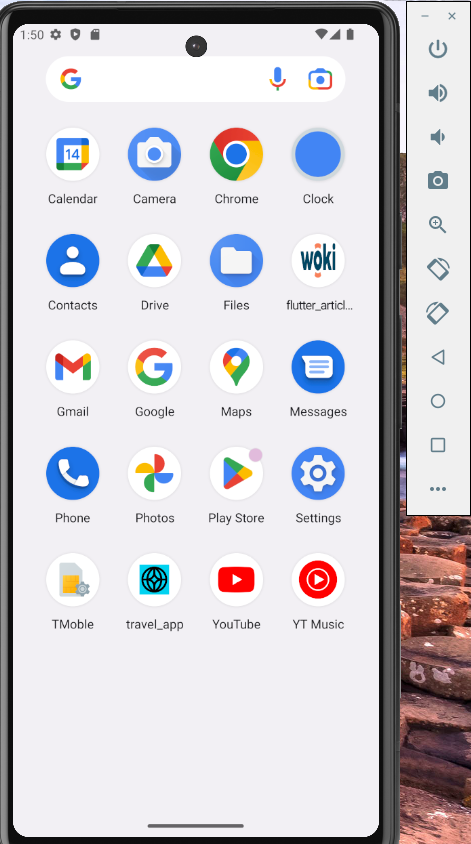 1:50
Calendar Camera Chrome Clock
14
Contacts Drive Files flutter_articl...
woki
Gmail Google Maps Messages
Phone Photos Play Store Settings
TMoble travel_app YouTube YT Music